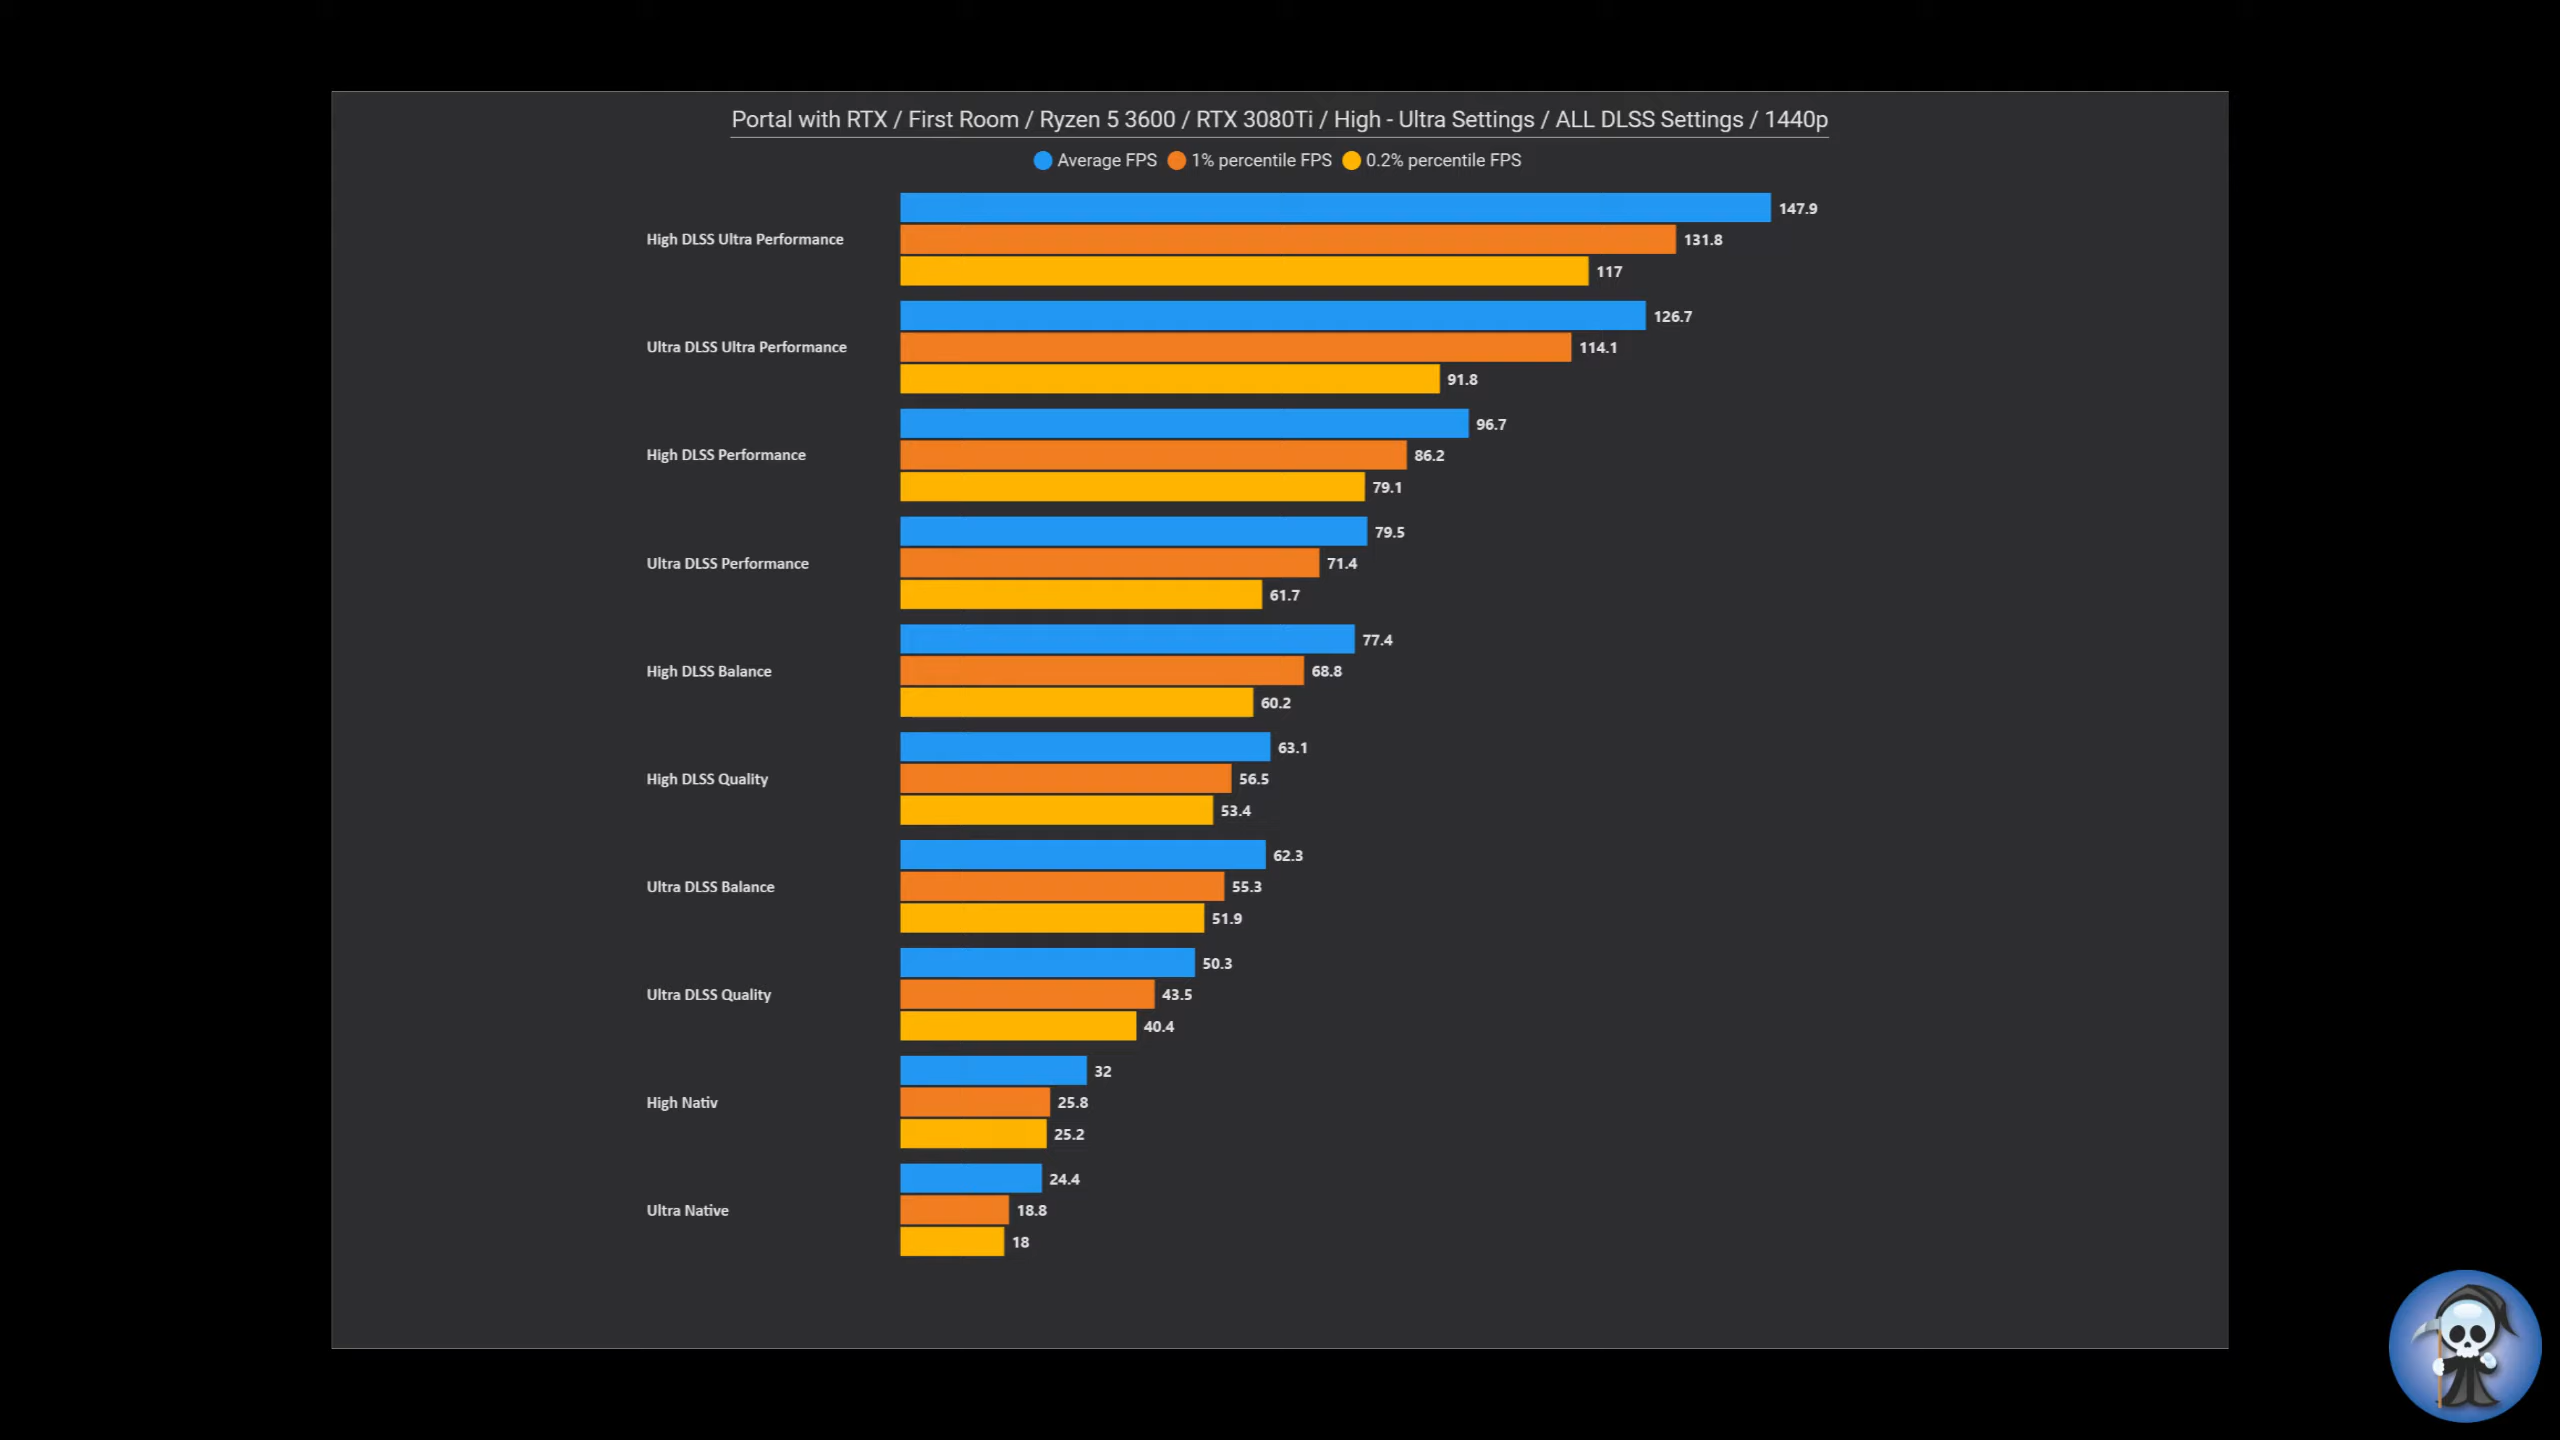 Portal with RTX / First Room / Ryzen 5 3600 / RTX 3080Ti / High - Ultra Settings / ALL DLSS Settings / 1440p
Average FPS 1% percentile FPS 0.2% percentile FPS
147.9
High DLSS Ultra Performance 131.8
117
126.7
Ultra DLSS Ultra Performance 114.1
91.8
96.7
High DLSS Performance 86.2
79.1
79.5
Ultra DLSS Performance 71.4
61.7
77.4
High DLSS Balance 68.8
60.2
63.1
High DLSS Quality 56.5
53.4
62.3
Ultra DLSS Balance 55.3
51.9
50.3
Ultra DLSS Quality 43.5
40.4
32
High Nativ 25.8
25.2
24.4
Ultra Native 18.8
18